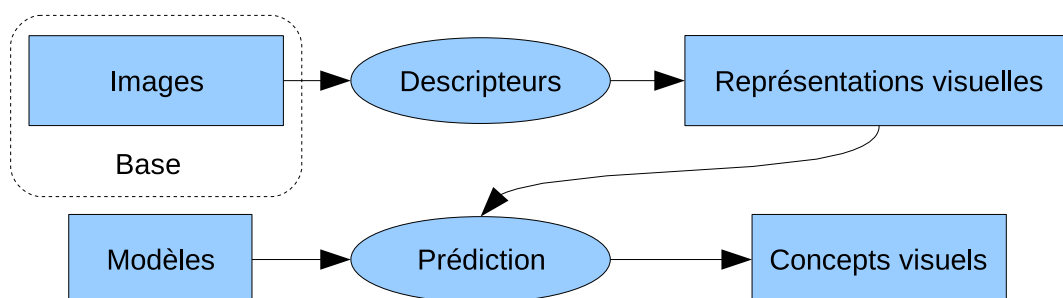 Images
Descripteurs
Représentations visuelles
Base
Modèles
Prédiction
Concepts visuels